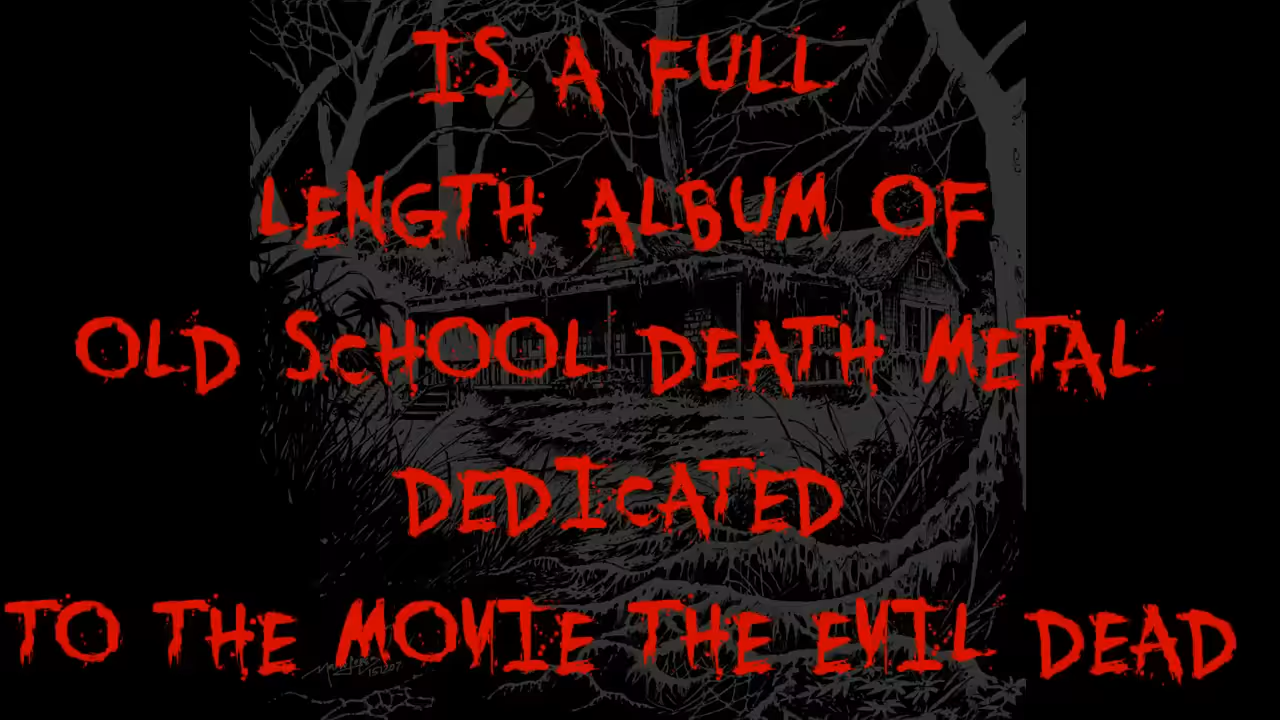 IS A FULL
LENGTH ALBUM OF
OLD SCHOOL DEATH METAL
DEDICATED
TO THE MOVIE THE EVIL DEAD